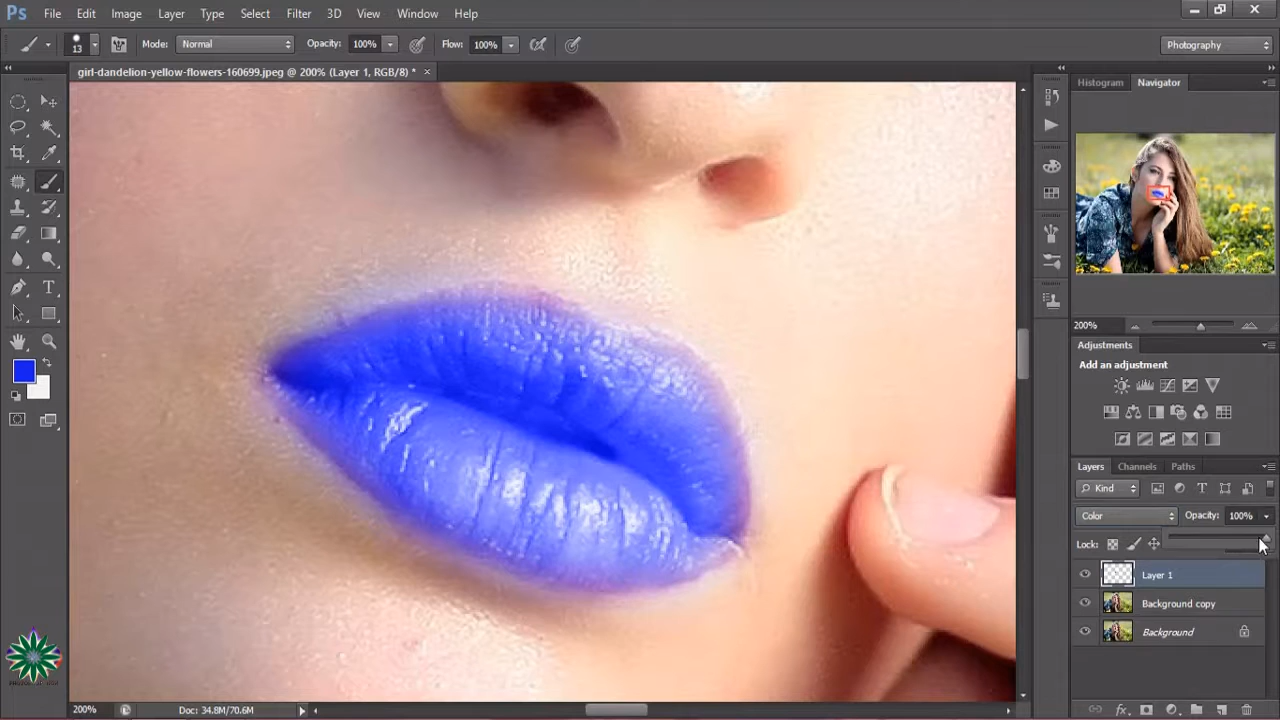 Ps File Edit Image Layer Type Select Filter 3D View Window Help
13 Mode: Normal Opacity: 100% Flow: 100% Photography
girl-dandelion-yellow-flowers-160699.jpeg @ 200% (Layer 1, RGB/8) * ×
Histogram Navigator
200%
Adjustments
Add an adjustment
Layers Channels Paths
Kind
Color Opacity: 100%
Lock:
Layer 1
Background copy
Background
200% Doc: 34.8M/70.6M